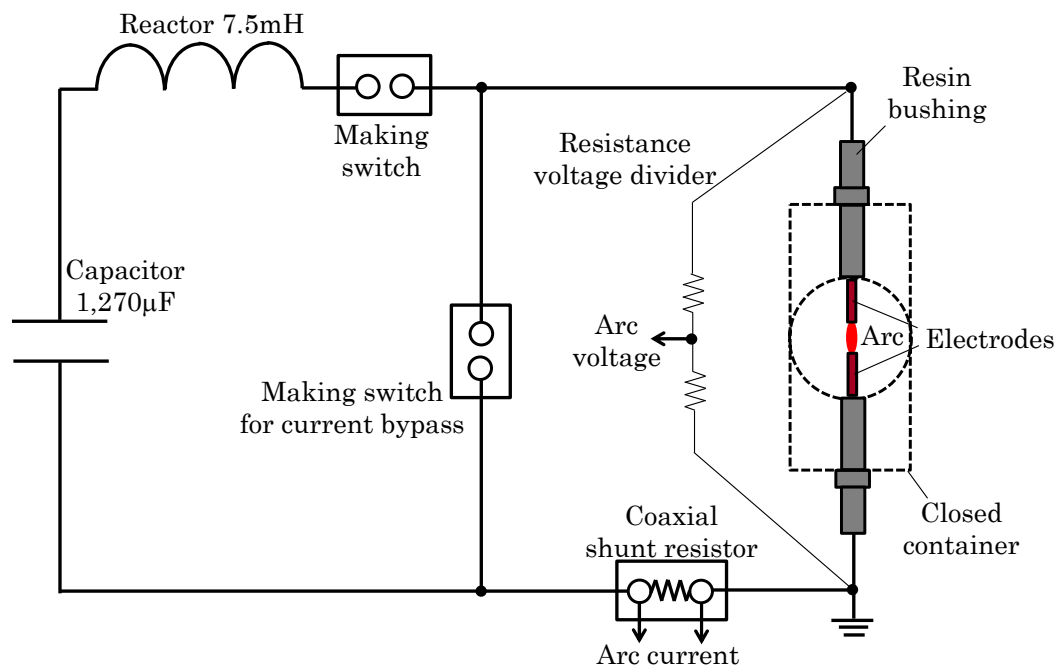 Reactor 7.5mH
Making
switch
Resin
bushing
Resistance
voltage divider
Capacitor
1,270µF
Arc
voltage
Arc
Electrodes
Making switch
for current bypass
Coaxial
shunt resistor
Closed
container
Arc current